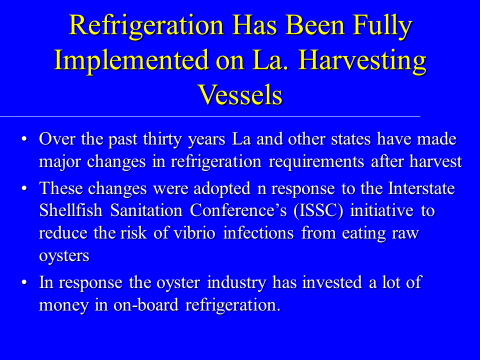 Refrigeration Has Been Fully
Implemented on La. Harvesting
Vessels
• Over the past thirty years La and other states have made
major changes in refrigeration requirements after harvest
• These changes were adopted n response to the Interstate
Shellfish Sanitation Conference's (ISSC) initiative to
reduce the risk of vibrio infections from eating raw
oysters
• In response the oyster industry has invested a lot of
money in on-board refrigeration.